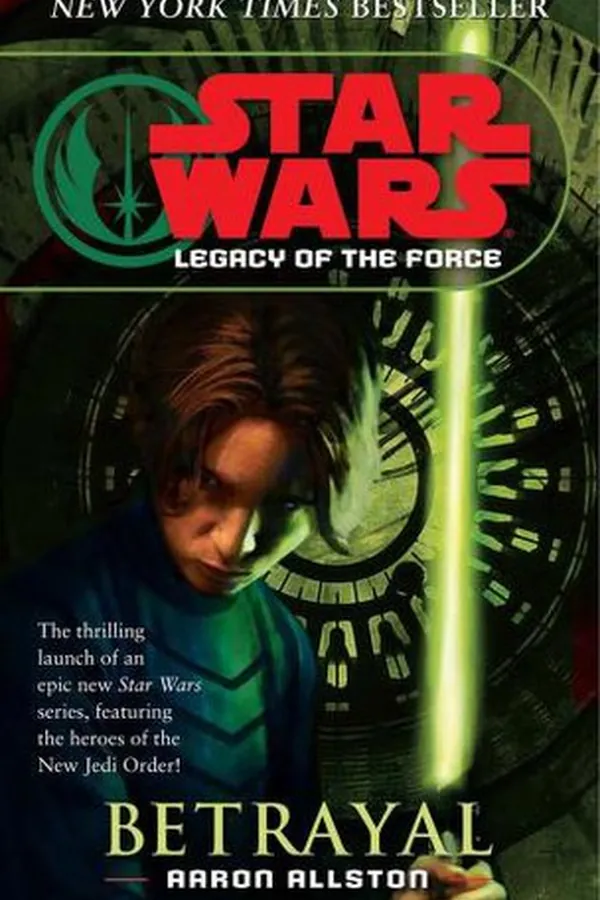 NEW YORK TIMES BESTSELLER
STAR
WARS
LEGACY OF THE FORCE
The thrilling
launch of an
epic new Star Wars
series, featuring
the heroes of the
New Jedi Order!
BETRAYAL
AARON ALLSTON